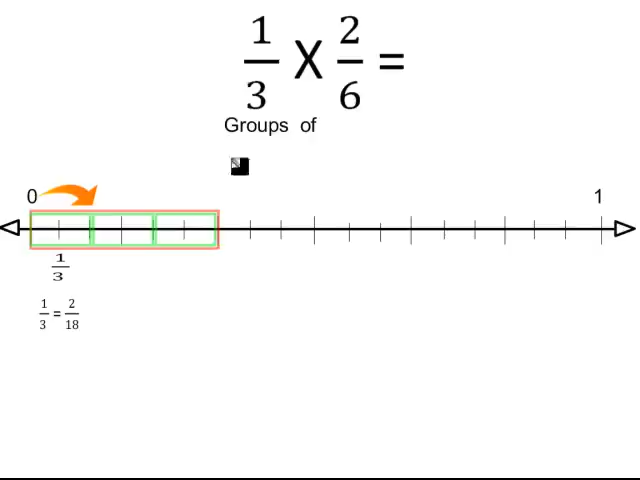 1/3 X 2/6 =
Groups of
0 1
1/3
1/3 = 2/18